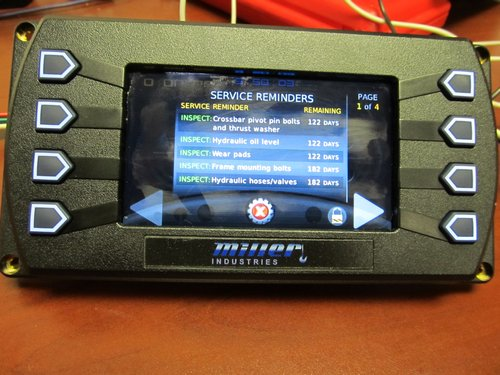 SERVICE REMINDERS
PAGE
1 of 4
SERVICE REMINDER REMAINING
INSPECT: Crossbar pivot pin bolts and thrust washer 122 DAYS
INSPECT: Hydraulic oil level 122 DAYS
INSPECT: Wear pads 122 DAYS
INSPECT: Frame mounting bolts 182 DAYS
INSPECT: Hydraulic hoses/valves 182 DAYS
miller
INDUSTRIES